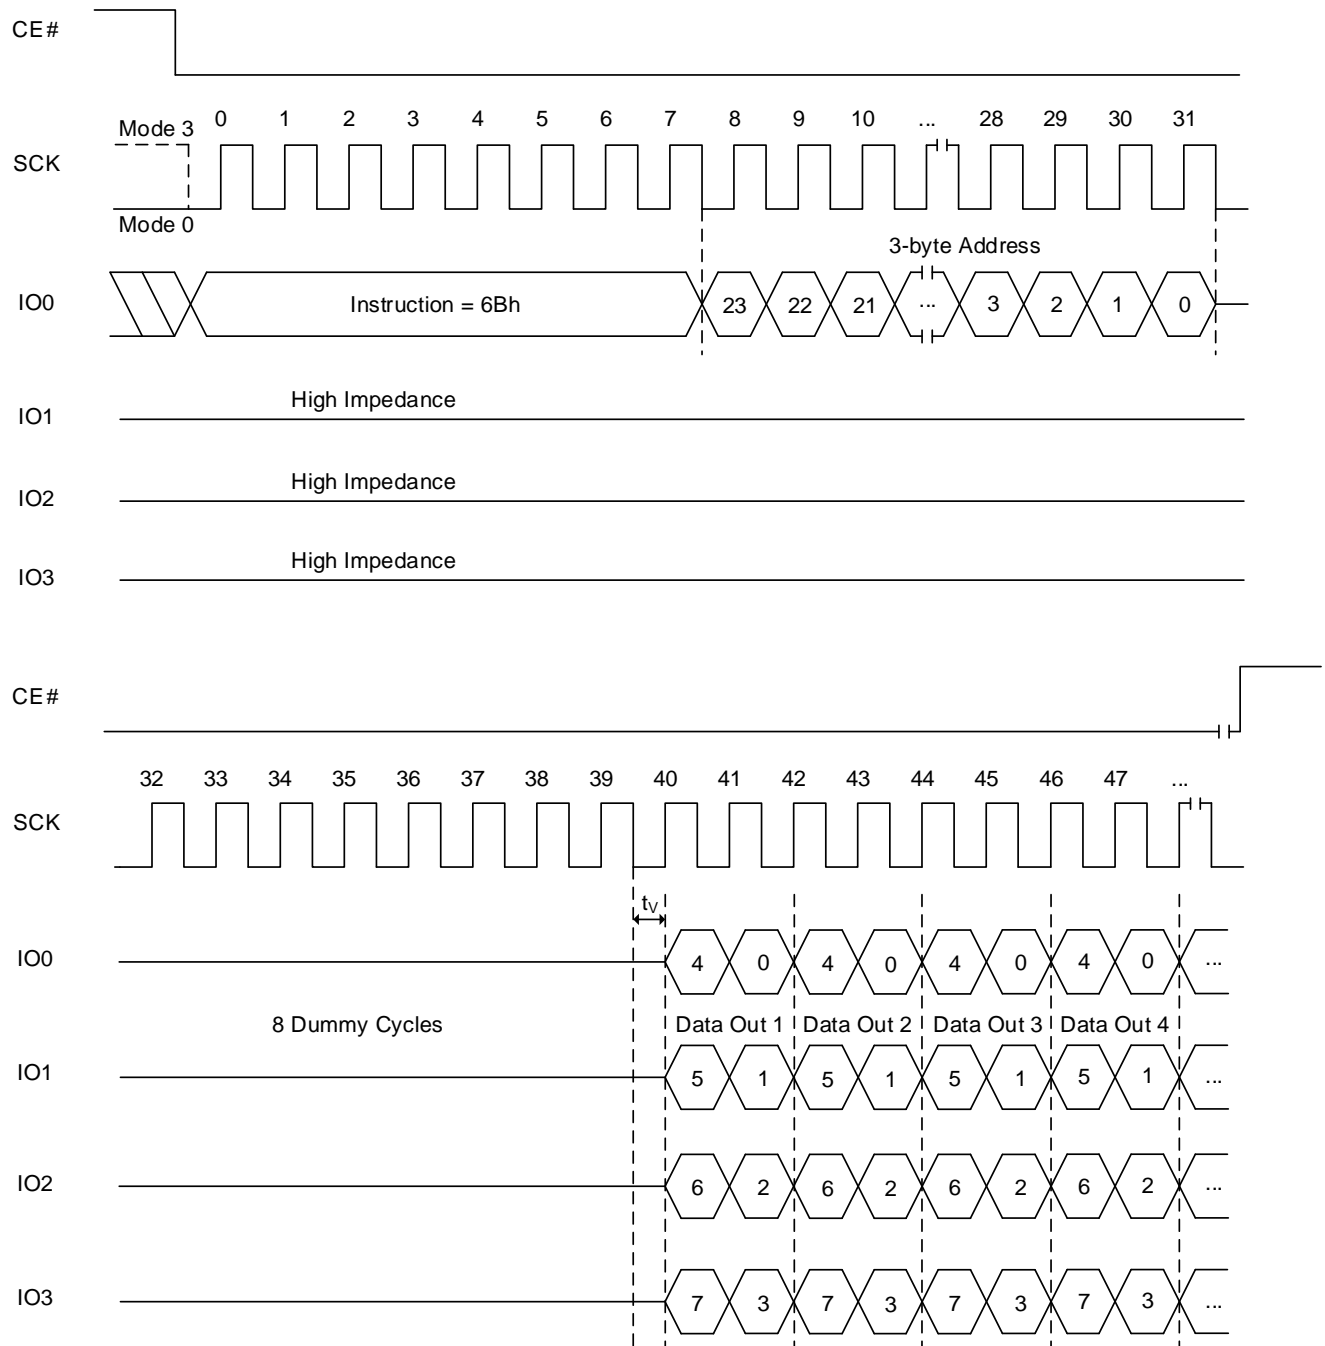 CE#
Mode 3 0 1 2 3 4 5 6 7 8 9 10 ... 28 29 30 31
SCK
Mode 0
3-byte Address
IO0 Instruction = 6Bh 23 22 21 ... 3 2 1 0
High Impedance
IO1
High Impedance
IO2
High Impedance
IO3
CE#
32 33 34 35 36 37 38 39 40 41 42 43 44 45 46 47 ...
SCK
tV
IO0 4 0 4 0 4 0 4 0 ...
8 Dummy Cycles Data Out 1 Data Out 2 Data Out 3 Data Out 4
IO1 5 1 5 1 5 1 5 1 ...
IO2 6 2 6 2 6 2 6 2 ...
IO3 7 3 7 3 7 3 7 3 ...